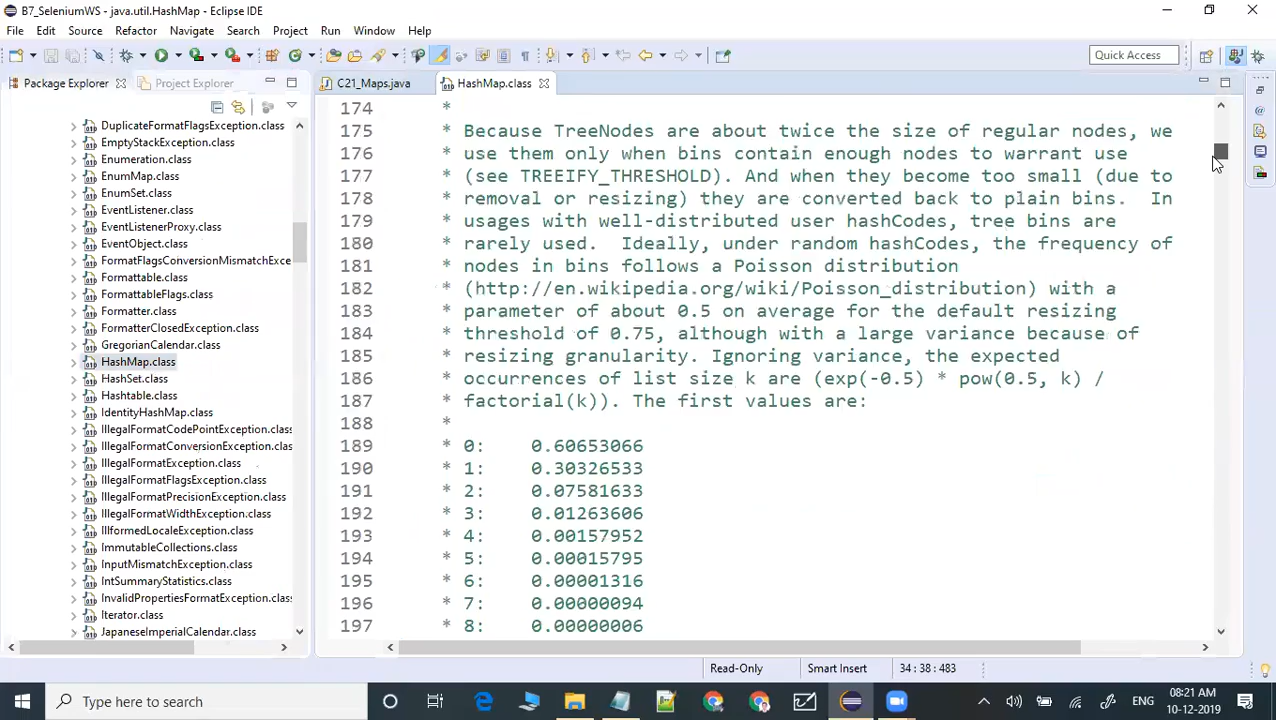 B7_SeleniumWS - java.util.HashMap - Eclipse IDE
File Edit Source Refactor Navigate Search Project Run Window Help
Quick Access
Package Explorer Project Explorer C21_Maps.java HashMap.class
DuplicateFormatFlagsException.class
EmptyStackException.class
Enumeration.class
EnumMap.class
EnumSet.class
EventListener.class
EventListenerProxy.class
EventObject.class
FormatFlagsConversionMismatchExce
Formattable.class
FormattableFlags.class
Formatter.class
FormatterClosedException.class
GregorianCalendar.class
HashMap.class
HashSet.class
Hashtable.class
IdentityHashMap.class
IllegalFormatCodePointException.class
IllegalFormatConversionException.class
IllegalFormatException.class
IllegalFormatFlagsException.class
IllegalFormatPrecisionException.class
IllegalFormatWidthException.class
IllformedLocaleException.class
ImmutableCollections.class
InputMismatchException.class
IntSummaryStatistics.class
InvalidPropertiesFormatException.class
Iterator.class
JapaneseImperialCalendar.class
174 *
175 * Because TreeNodes are about twice the size of regular nodes, we
176 * use them only when bins contain enough nodes to warrant use
177 * (see TREEIFY_THRESHOLD). And when they become too small (due to
178 * removal or resizing) they are converted back to plain bins.  In
179 * usages with well-distributed user hashCodes, tree bins are
180 * rarely used.  Ideally, under random hashCodes, the frequency of
181 * nodes in bins follows a Poisson distribution
182 * (http://en.wikipedia.org/wiki/Poisson_distribution) with a
183 * parameter of about 0.5 on average for the default resizing
184 * threshold of 0.75, although with a large variance because of
185 * resizing granularity. Ignoring variance, the expected
186 * occurrences of list size k are (exp(-0.5) * pow(0.5, k) /
187 * factorial(k)). The first values are:
188 *
189 * 0:    0.60653066
190 * 1:    0.30326533
191 * 2:    0.07581633
192 * 3:    0.01263606
193 * 4:    0.00157952
194 * 5:    0.00015795
195 * 6:    0.00001316
196 * 7:    0.00000094
197 * 8:    0.00000006
Read-Only Smart Insert 34 : 38 : 483
Type here to search
ENG
08:21 AM
10-12-2019